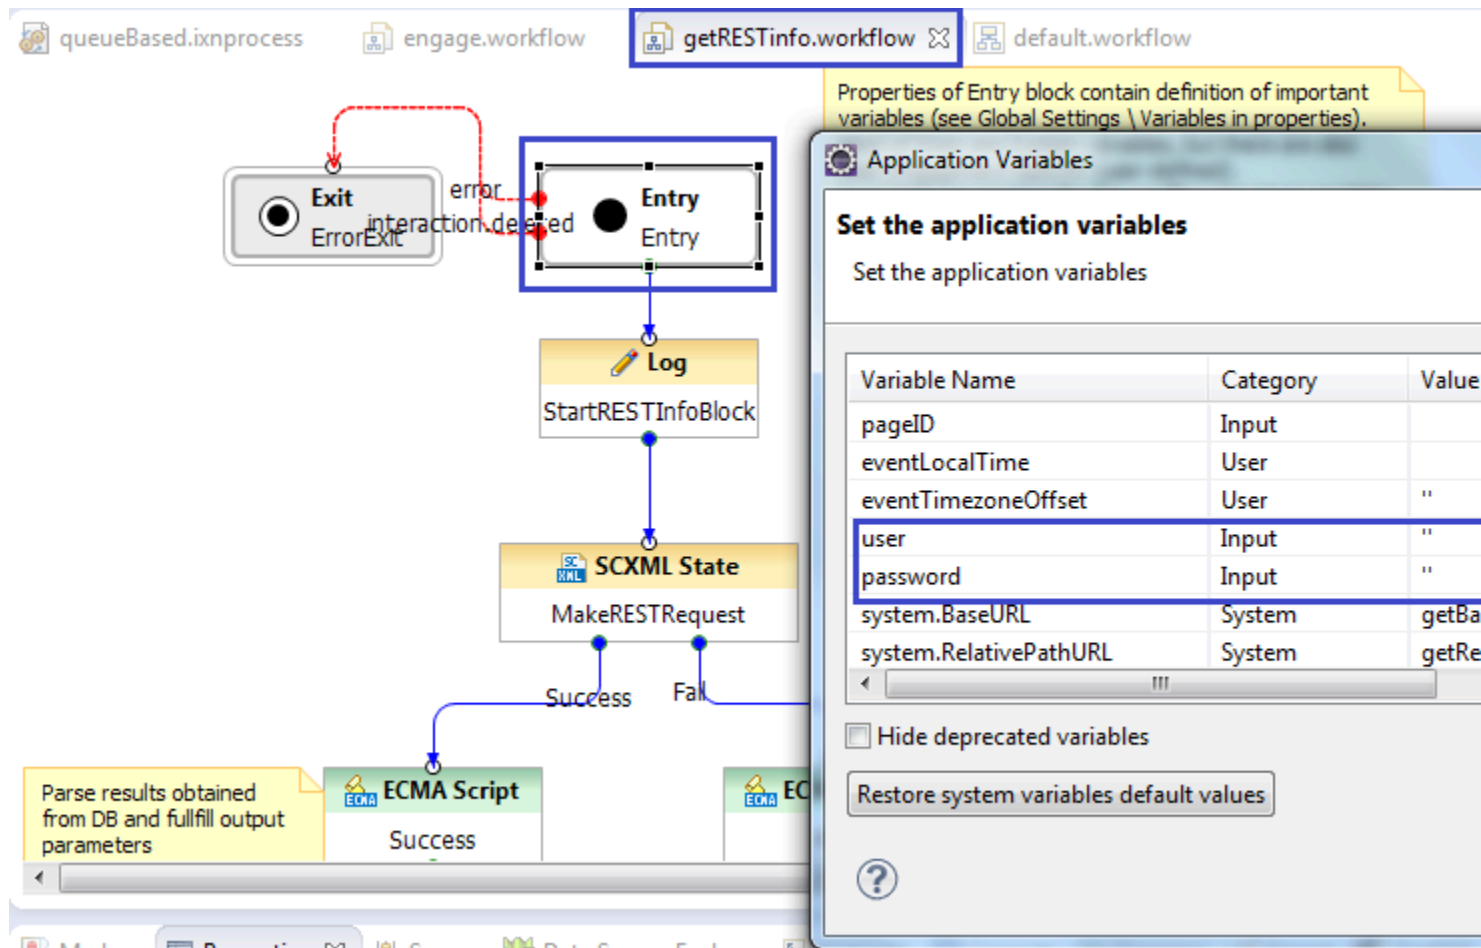 queueBased.ixnprocess
engage.workflow
getRESTinfo.workflow
default.workflow
Properties of Entry block contain definition of important
variables (see Global Settings \ Variables in properties).
Exit
ErrorExit
error
interaction.deleted
Entry
Entry
Log
StartRESTInfoBlock
SCXML State
MakeRESTRequest
Success
Fail
Parse results obtained
from DB and fullfill output
parameters
ECMA Script
Success
EC
Application Variables
Set the application variables
Set the application variables
Variable Name Category Value
pageID Input
eventLocalTime User
eventTimezoneOffset User ''
user Input ''
password Input ''
system.BaseURL System getBa
system.RelativePathURL System getRe
Hide deprecated variables
Restore system variables default values
?